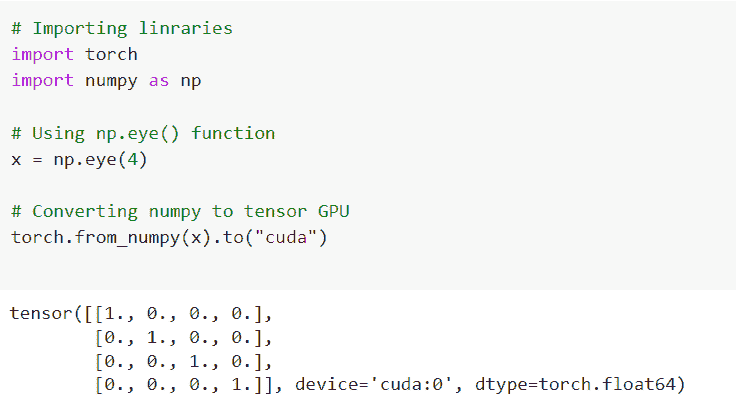 # Importing linraries
import torch
import numpy as np
# Using np.eye() function
x = np.eye(4)
# Converting numpy to tensor GPU
torch.from_numpy(x).to("cuda")
tensor([[1., 0., 0., 0.],
        [0., 1., 0., 0.],
        [0., 0., 1., 0.],
        [0., 0., 0., 1.]], device='cuda:0', dtype=torch.float64)